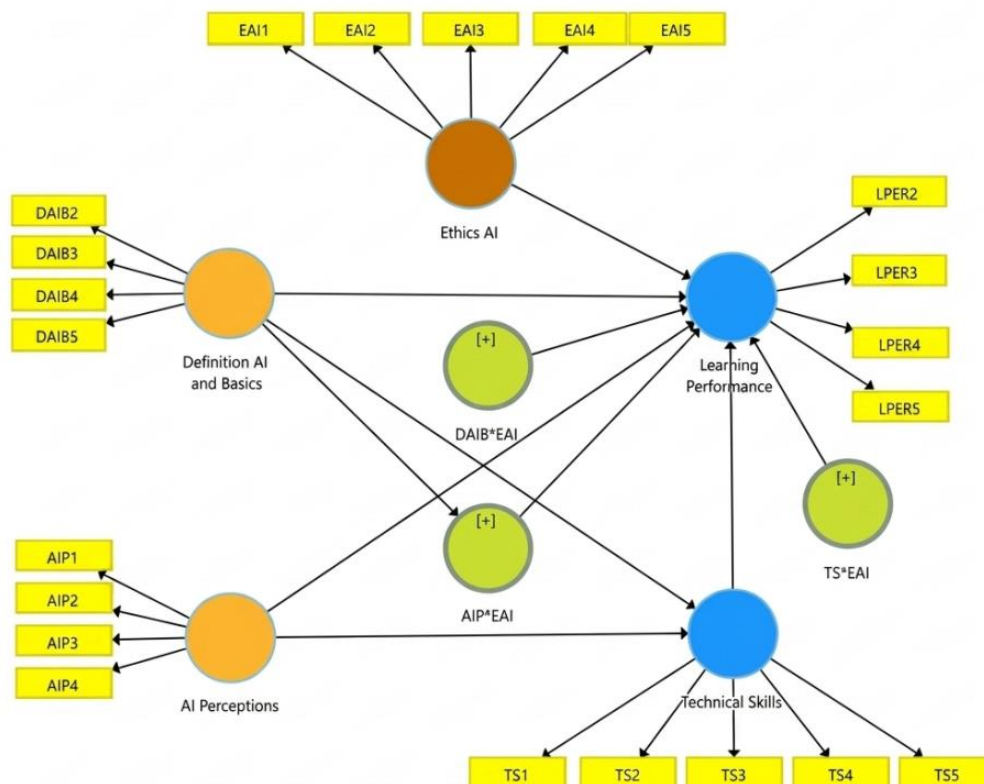 EAI1
EAI2
EAI3
EAI4
EAI5
Ethics AI
DAIB2
DAIB3
DAIB4
DAIB5
Definition AI
and Basics
LPER2
LPER3
LPER4
LPER5
Learning
Performance
[+]
DAIB*EAI
[+]
AIP*EAI
[+]
TS*EAI
AIP1
AIP2
AIP3
AIP4
AI Perceptions
Technical Skills
TS1
TS2
TS3
TS4
TS5